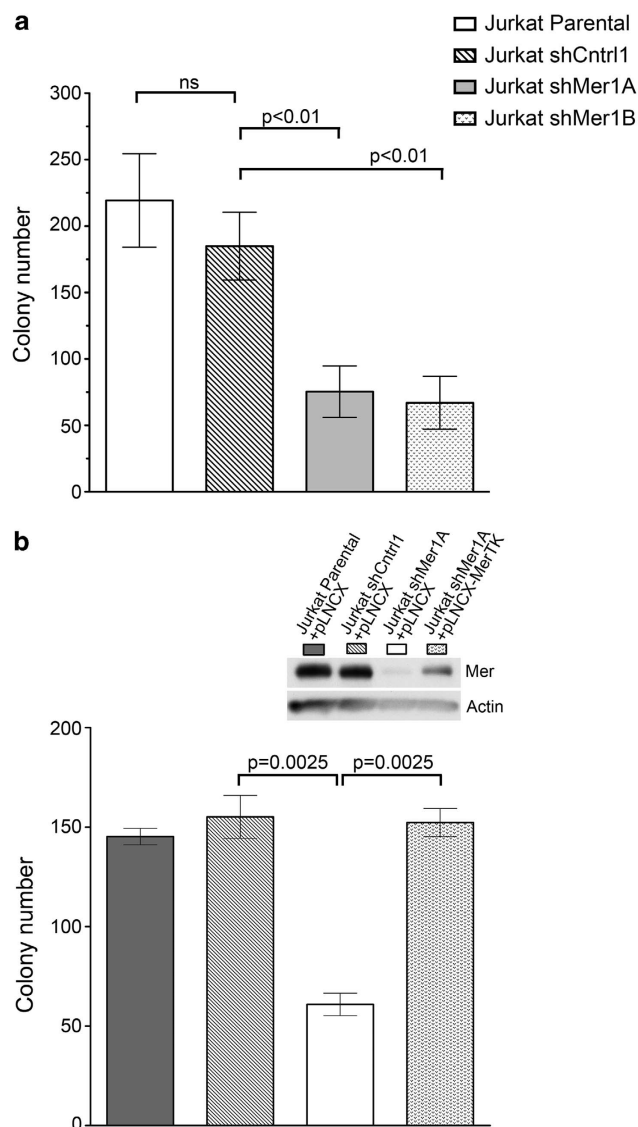 a
Jurkat Parental
Jurkat shCntrl1
Jurkat shMer1A
Jurkat shMer1B
300
250
200
150
100
50
0
Colony number
ns
p<0.01
p<0.01
b
Jurkat Parental
+pLNCX
Jurkat shCntrl1
+pLNCX
Jurkat shMer1A
+pLNCX
Jurkat shMer1A
+pLNCX-MerTK
Mer
Actin
200
150
100
50
0
Colony number
p=0.0025
p=0.0025